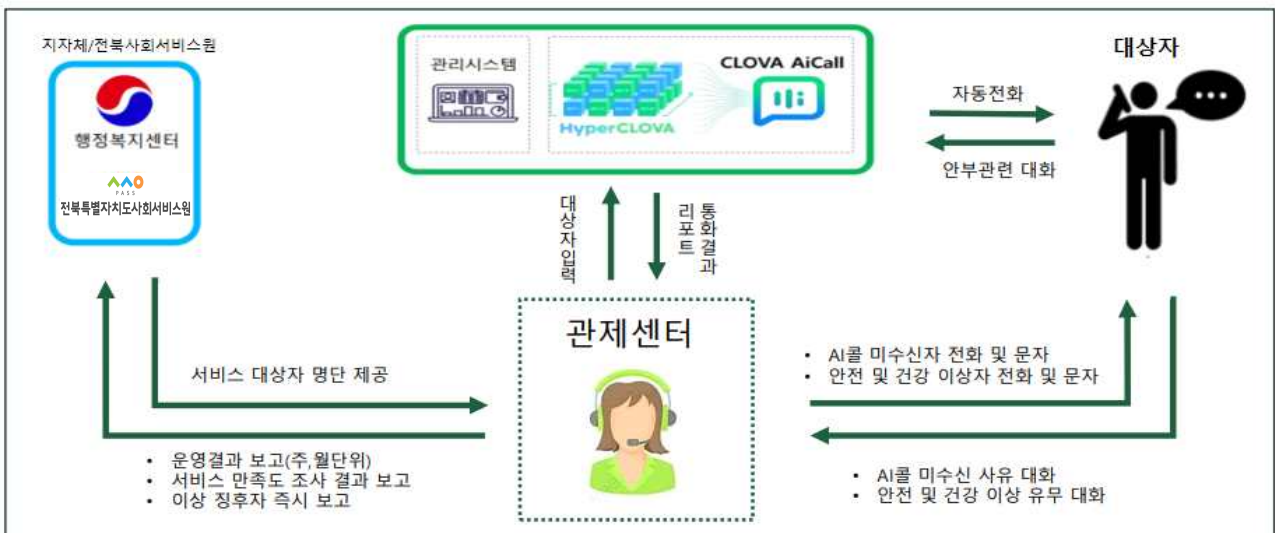 지자체/전북사회서비스원
행정복지센터
PASS
전북특별자치도사회서비스원
관리시스템
HyperCLOVA
CLOVA AiCall
대상자
자동전화
안부관련 대화
대상자입력
통화결과
리포트
관제센터
서비스 대상자 명단 제공
• 운영결과 보고(주,월단위)
• 서비스 만족도 조사 결과 보고
• 이상 징후자 즉시 보고
• AI콜 미수신자 전화 및 문자
• 안전 및 건강 이상자 전화 및 문자
• AI콜 미수신 사유 대화
• 안전 및 건강 이상 유무 대화